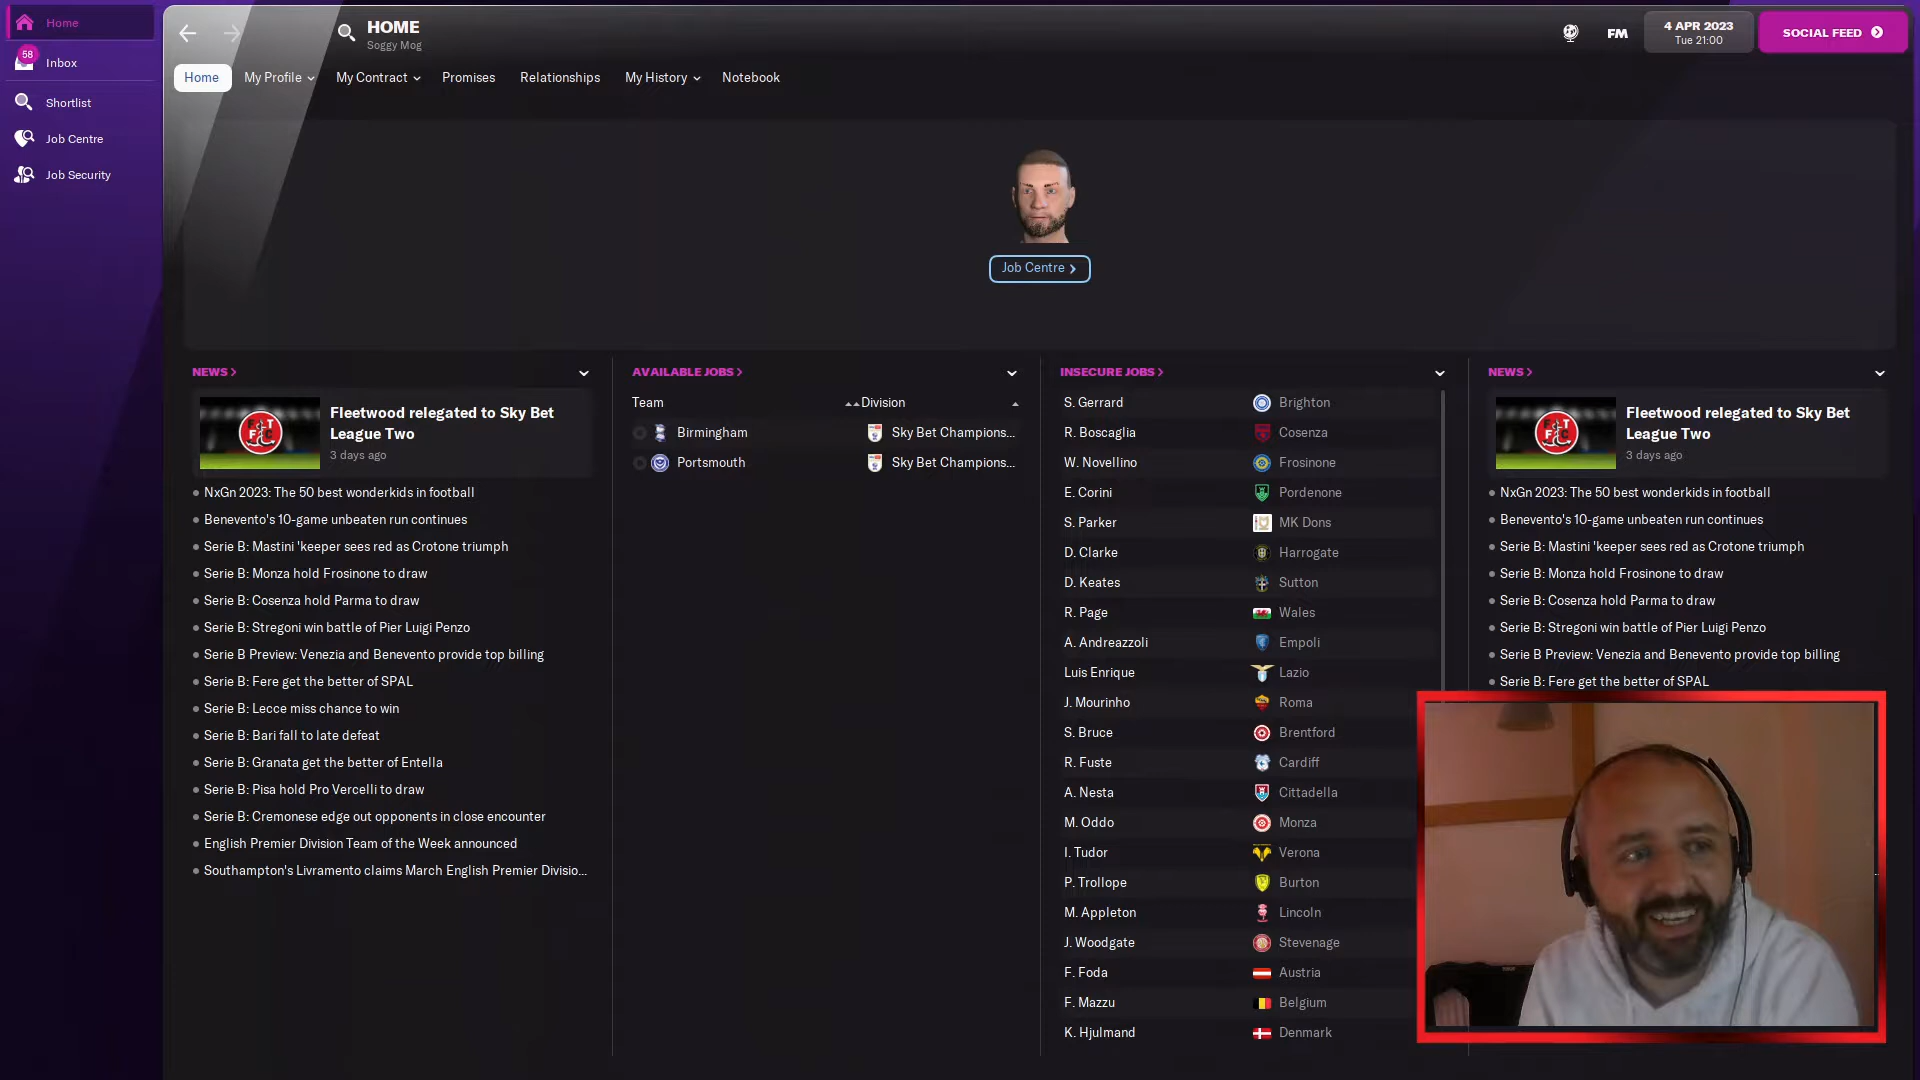 Home
58
Inbox
Shortlist
Job Centre
Job Security
HOME
Soggy Mog
FM
4 APR 2023
Tue 21:00
SOCIAL FEED
Home
My Profile
My Contract
Promises
Relationships
My History
Notebook
Job Centre
NEWS
Fleetwood relegated to Sky Bet
League Two
3 days ago
NxGn 2023: The 50 best wonderkids in football
Benevento's 10-game unbeaten run continues
Serie B: Mastini 'keeper sees red as Crotone triumph
Serie B: Monza hold Frosinone to draw
Serie B: Cosenza hold Parma to draw
Serie B: Stregoni win battle of Pier Luigi Penzo
Serie B Preview: Venezia and Benevento provide top billing
Serie B: Fere get the better of SPAL
Serie B: Lecce miss chance to win
Serie B: Bari fall to late defeat
Serie B: Granata get the better of Entella
Serie B: Pisa hold Pro Vercelli to draw
Serie B: Cremonese edge out opponents in close encounter
English Premier Division Team of the Week announced
Southampton's Livramento claims March English Premier Divisio...
AVAILABLE JOBS
Team Division
Birmingham Sky Bet Champions...
Portsmouth Sky Bet Champions...
INSECURE JOBS
S. Gerrard Brighton
R. Boscaglia Cosenza
W. Novellino Frosinone
E. Corini Pordenone
S. Parker MK Dons
D. Clarke Harrogate
D. Keates Sutton
R. Page Wales
A. Andreazzoli Empoli
Luis Enrique Lazio
J. Mourinho Roma
S. Bruce Brentford
R. Fuste Cardiff
A. Nesta Cittadella
M. Oddo Monza
I. Tudor Verona
P. Trollope Burton
M. Appleton Lincoln
J. Woodgate Stevenage
F. Foda Austria
F. Mazzu Belgium
K. Hjulmand Denmark
NEWS
Fleetwood relegated to Sky Bet
League Two
3 days ago
NxGn 2023: The 50 best wonderkids in football
Benevento's 10-game unbeaten run continues
Serie B: Mastini 'keeper sees red as Crotone triumph
Serie B: Monza hold Frosinone to draw
Serie B: Cosenza hold Parma to draw
Serie B: Stregoni win battle of Pier Luigi Penzo
Serie B Preview: Venezia and Benevento provide top billing
Serie B: Fere get the better of SPAL